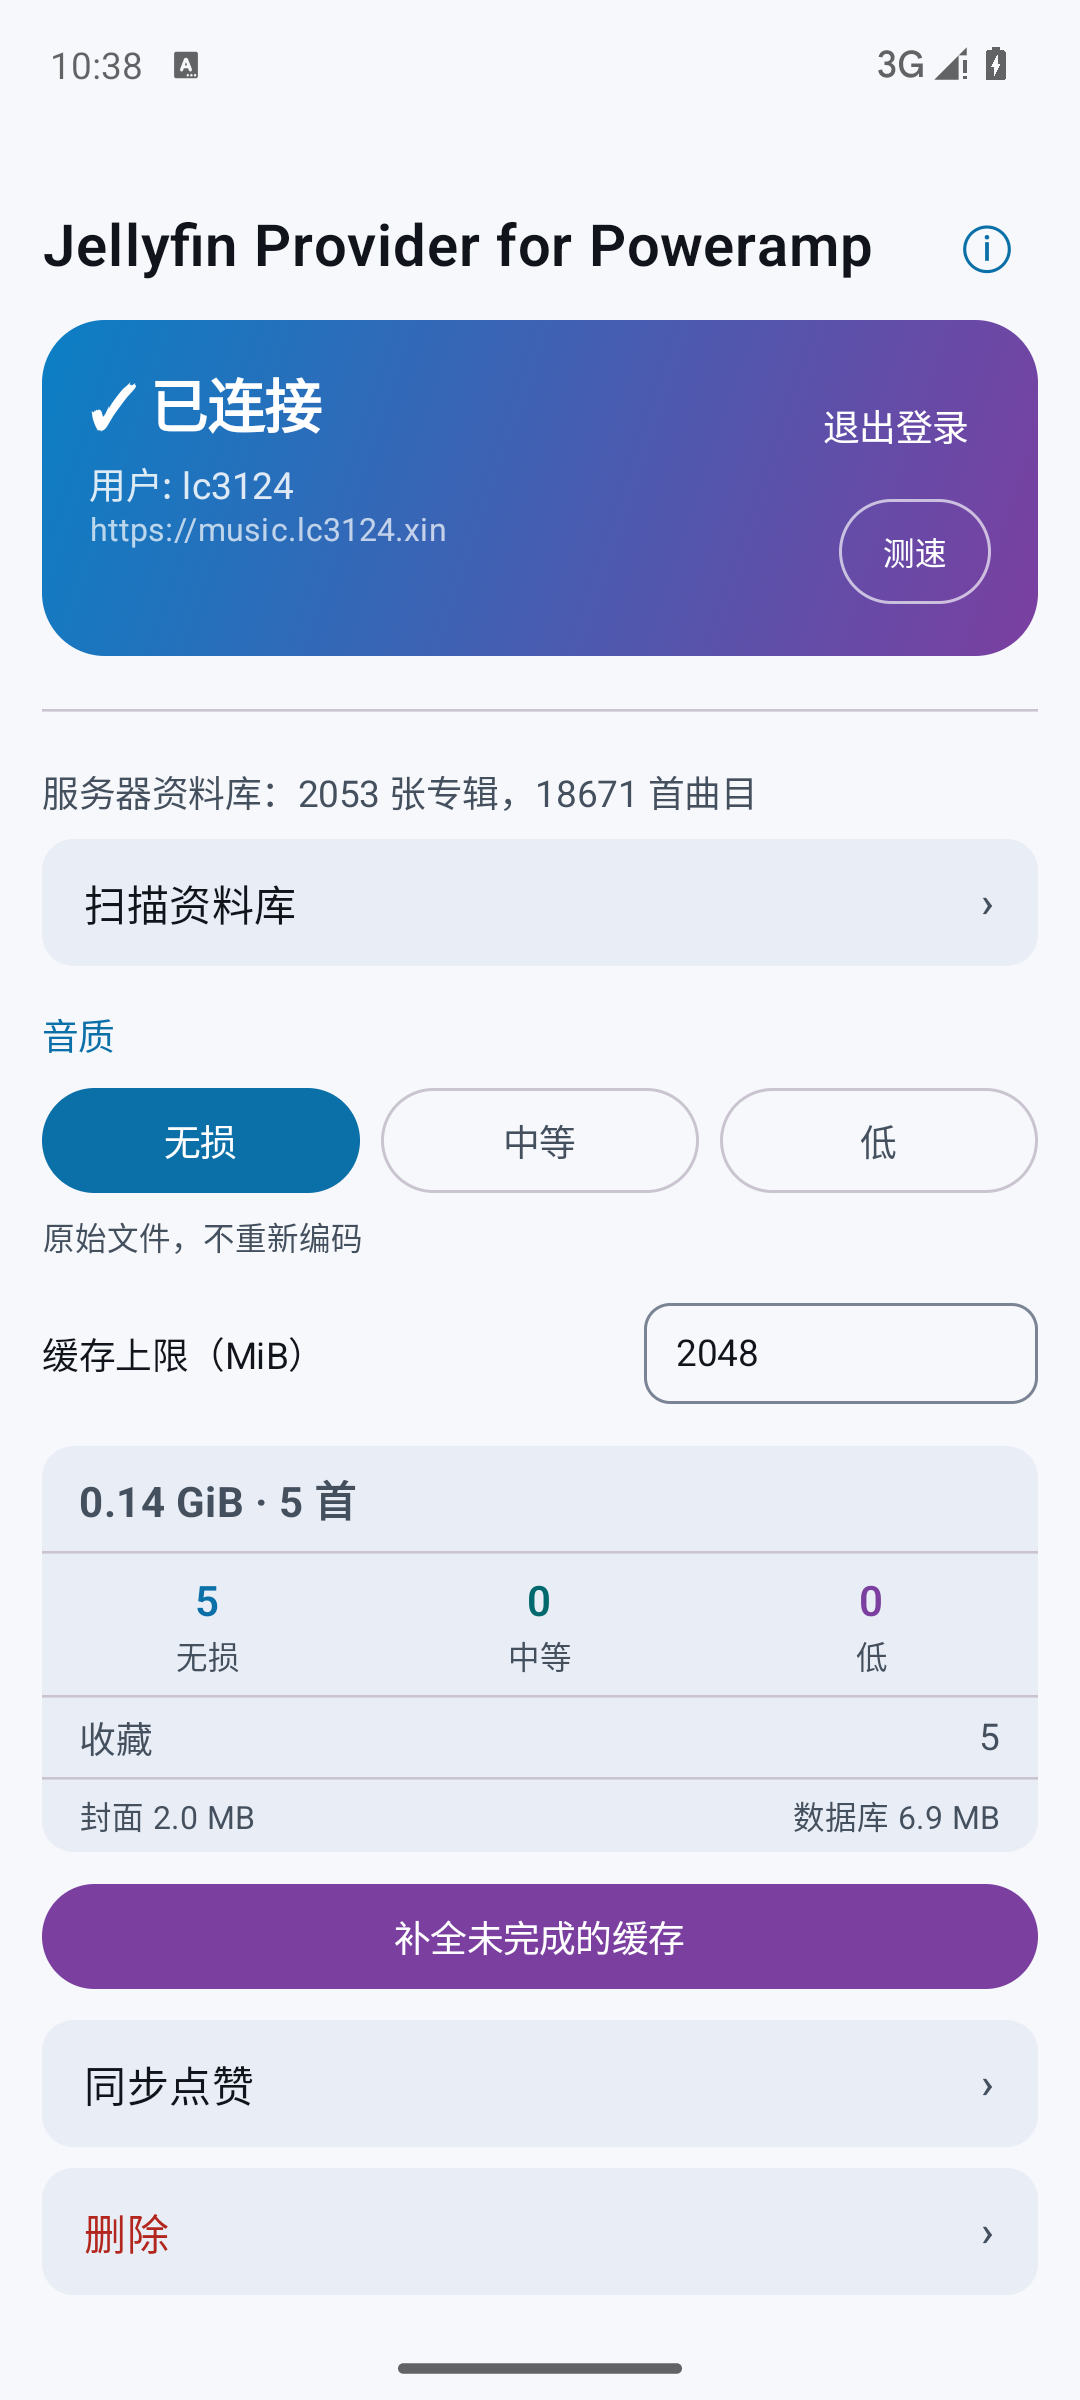 10:38
3G
Jellyfin Provider for Poweramp
✓ 已连接
退出登录
用户: lc3124
https://music.lc3124.xin
测速
服务器资料库：2053 张专辑，18671 首曲目
扫描资料库 ›
音质
无损 中等 低
原始文件，不重新编码
缓存上限（MiB） 2048
0.14 GiB · 5 首
5 0 0
无损 中等 低
收藏 5
封面 2.0 MB 数据库 6.9 MB
补全未完成的缓存
同步点赞 ›
删除 ›